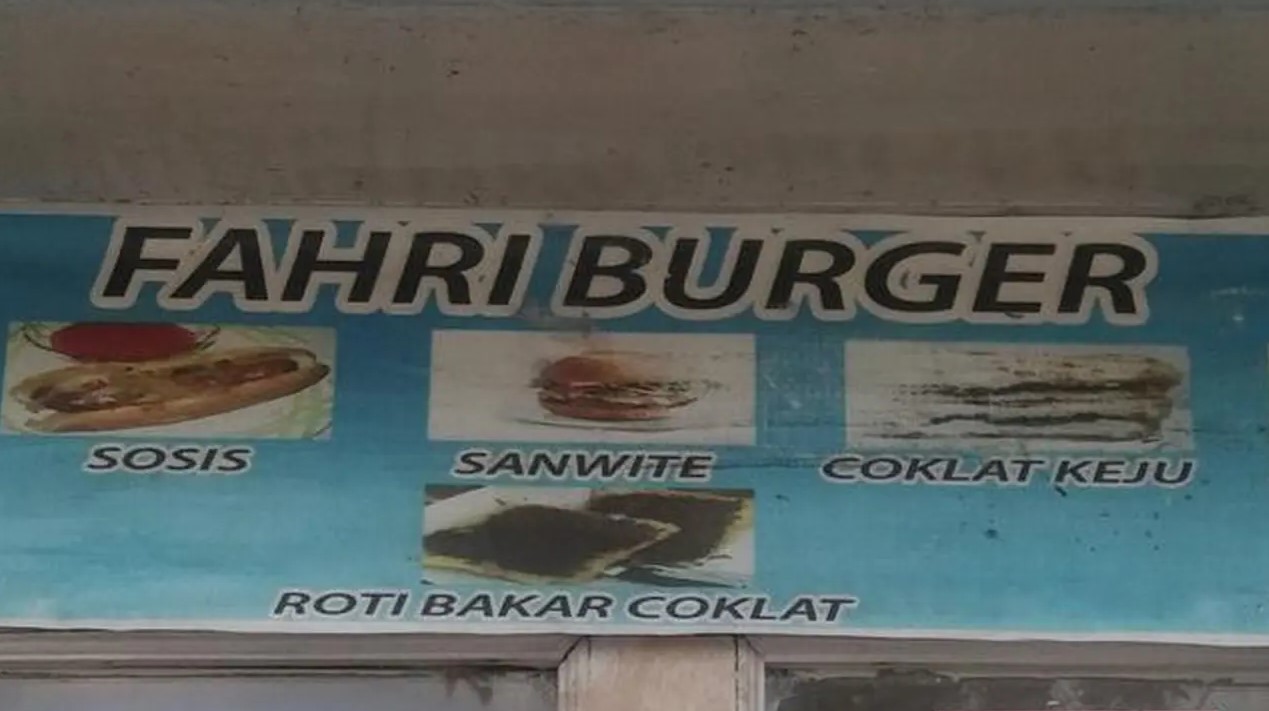 FAHRI BURGER
SOSIS
SANWITE
COKLAT KEJU
ROTI BAKAR COKLAT